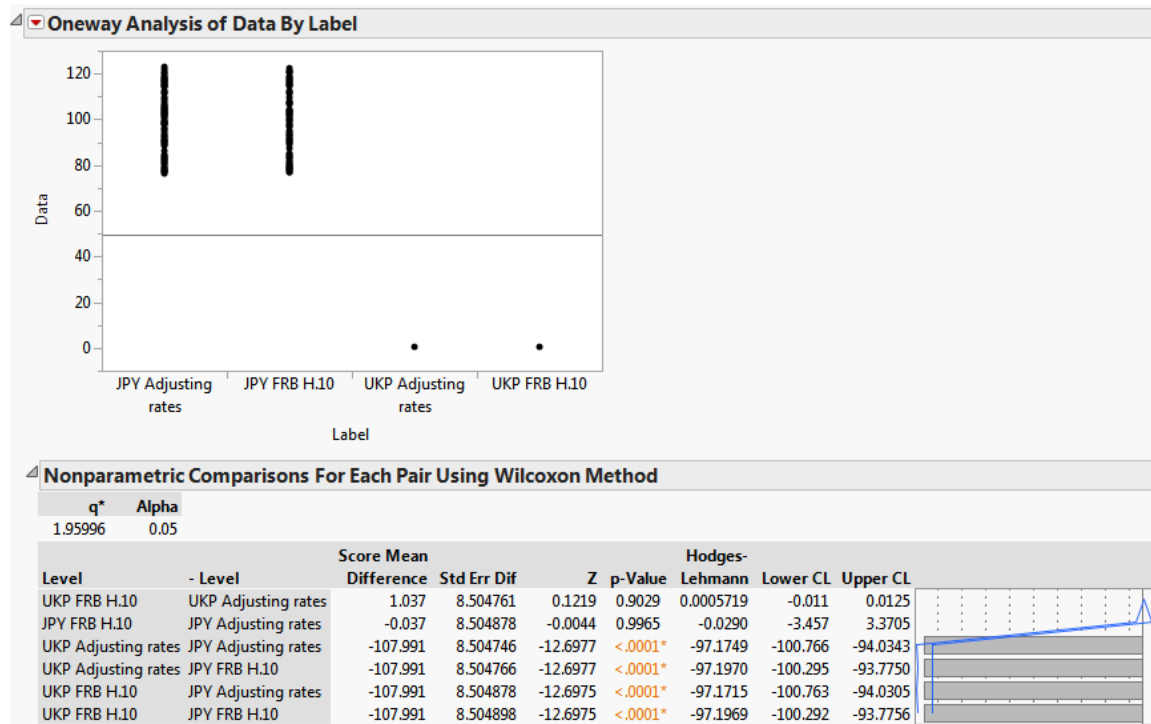 Oneway Analysis of Data By Label
120
100
80
60
40
20
0
Data
JPY Adjusting rates
JPY FRB H.10
UKP Adjusting rates
UKP FRB H.10
Label
Nonparametric Comparisons For Each Pair Using Wilcoxon Method
q* Alpha
1.95996 0.05
Score Mean Hodges-
Level - Level Difference Std Err Dif Z p-Value Lehmann Lower CL Upper CL
UKP FRB H.10 UKP Adjusting rates 1.037 8.504761 0.1219 0.9029 0.0005719 -0.011 0.0125
JPY FRB H.10 JPY Adjusting rates -0.037 8.504878 -0.0044 0.9965 -0.0290 -3.457 3.3705
UKP Adjusting rates JPY Adjusting rates -107.991 8.504746 -12.6977 <.0001* -97.1749 -100.766 -94.0343
UKP Adjusting rates JPY FRB H.10 -107.991 8.504766 -12.6977 <.0001* -97.1970 -100.295 -93.7750
UKP FRB H.10 JPY Adjusting rates -107.991 8.504878 -12.6975 <.0001* -97.1715 -100.763 -94.0305
UKP FRB H.10 JPY FRB H.10 -107.991 8.504898 -12.6975 <.0001* -97.1969 -100.292 -93.7756